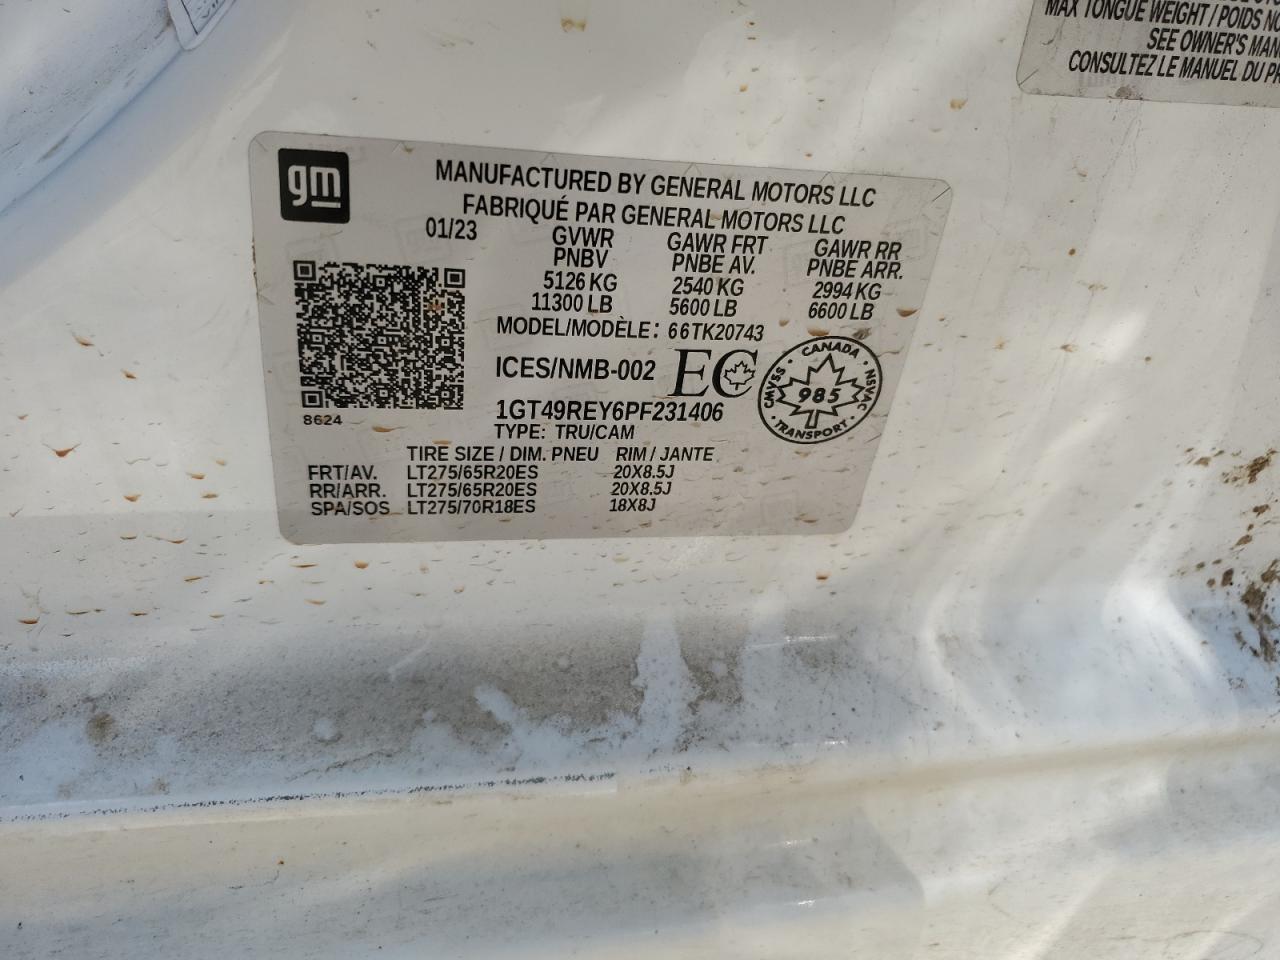 MAX TONGUE WEIGHT / POIDS
SEE OWNER'S
CONSULTEZ LE MANUEL DU
gm
MANUFACTURED BY GENERAL MOTORS LLC
FABRIQUÉ PAR GENERAL MOTORS LLC
01/23 GVWR GAWR FRT GAWR RR
PNBV PNBE AV. PNBE ARR.
5126 KG 2540 KG 2994 KG
11300 LB 5600 LB 6600 LB
MODEL/MODÈLE: 66TK20743
ICES/NMB-002 EC
CANADA
CMVSS 985 NSVAC
TRANSPORT
8624
1GT49REY6PF231406
TYPE: TRU/CAM
TIRE SIZE / DIM. PNEU RIM / JANTE
FRT/AV. LT275/65R20ES 20X8.5J
RR/ARR. LT275/65R20ES 20X8.5J
SPA/SOS LT275/70R18ES 18X8J